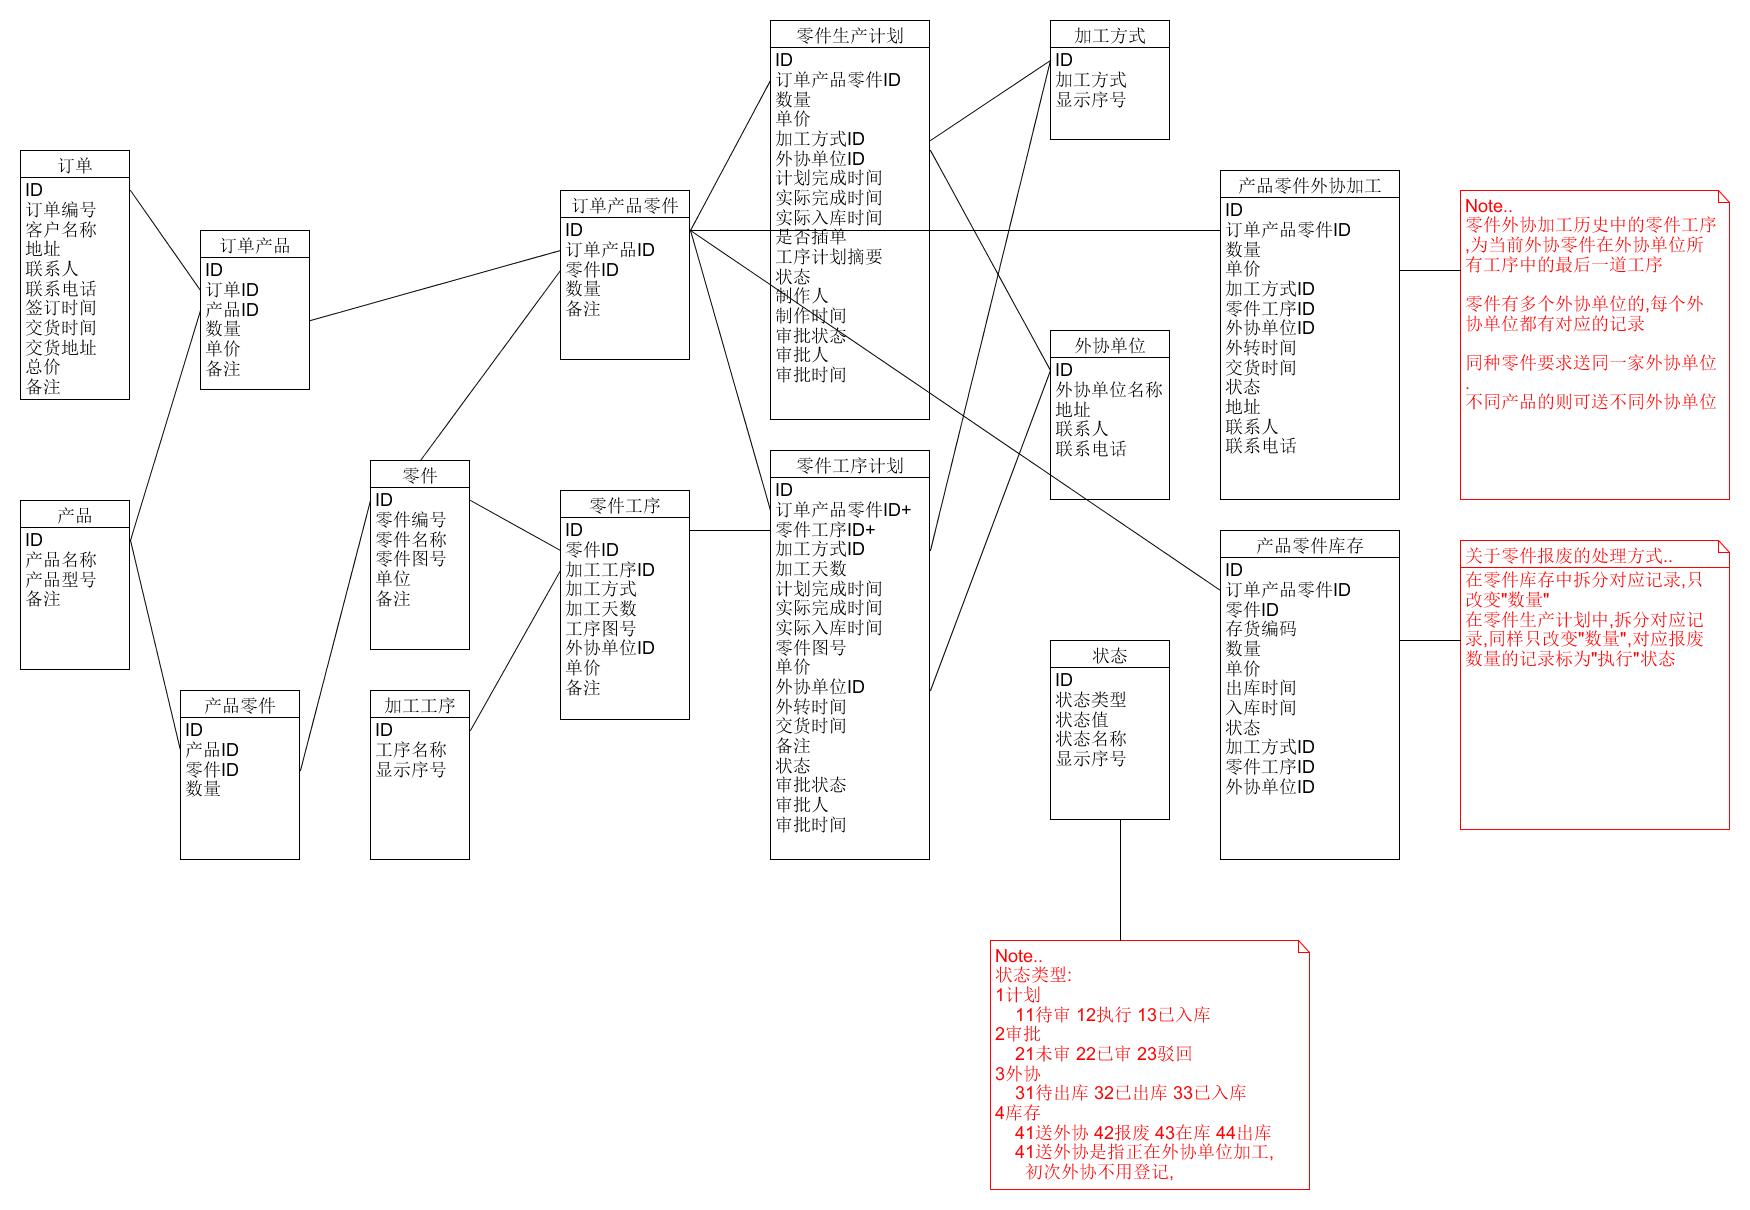 零件生产计划
ID
订单产品零件ID
数量
单价
加工方式ID
外协单位ID
计划完成时间
实际完成时间
实际入库时间
是否插单
工序计划摘要
状态
制作人
制作时间
审批状态
审批人
审批时间
加工方式
ID
加工方式
显示序号
订单
ID
订单编号
客户名称
地址
联系人
联系电话
签订时间
交货时间
交货地址
总价
备注
订单产品
ID
订单ID
产品ID
数量
单价
备注
订单产品零件
ID
订单产品ID
零件ID
数量
备注
产品零件外协加工
ID
订单产品零件ID
数量
单价
加工方式ID
零件工序ID
外协单位ID
外转时间
交货时间
状态
地址
联系人
联系电话
Note..
零件外协加工历史中的零件工序
,为当前外协零件在外协单位所
有工序中的最后一道工序
零件有多个外协单位的,每个外
协单位都有对应的记录
同种零件要求送同一家外协单位
.
不同产品的则可送不同外协单位
外协单位
ID
外协单位名称
地址
联系人
联系电话
产品
ID
产品名称
产品型号
备注
零件
ID
零件编号
零件名称
零件图号
单位
备注
零件工序
ID
零件ID
加工工序ID
加工方式
加工天数
工序图号
外协单位ID
单价
备注
零件工序计划
ID
订单产品零件ID+
零件工序ID+
加工方式ID
加工天数
计划完成时间
实际完成时间
实际入库时间
零件图号
单价
外协单位ID
外转时间
交货时间
备注
状态
审批状态
审批人
审批时间
产品零件库存
ID
订单产品零件ID
零件ID
存货编码
数量
单价
出库时间
入库时间
状态
加工方式ID
零件工序ID
外协单位ID
关于零件报废的处理方式..
在零件库存中拆分对应记录,只
改变"数量"
在零件生产计划中,拆分对应记
录,同样只改变"数量",对应报废
数量的记录标为"执行"状态
产品零件
ID
产品ID
零件ID
数量
加工工序
ID
工序名称
显示序号
状态
ID
状态类型
状态值
状态名称
显示序号
Note..
状态类型:
1计划
11待审 12执行 13已入库
2审批
21未审 22已审 23驳回
3外协
31待出库 32已出库 33已入库
4库存
41送外协 42报废 43在库 44出库
41送外协是指正在外协单位加工,
初次外协不用登记,